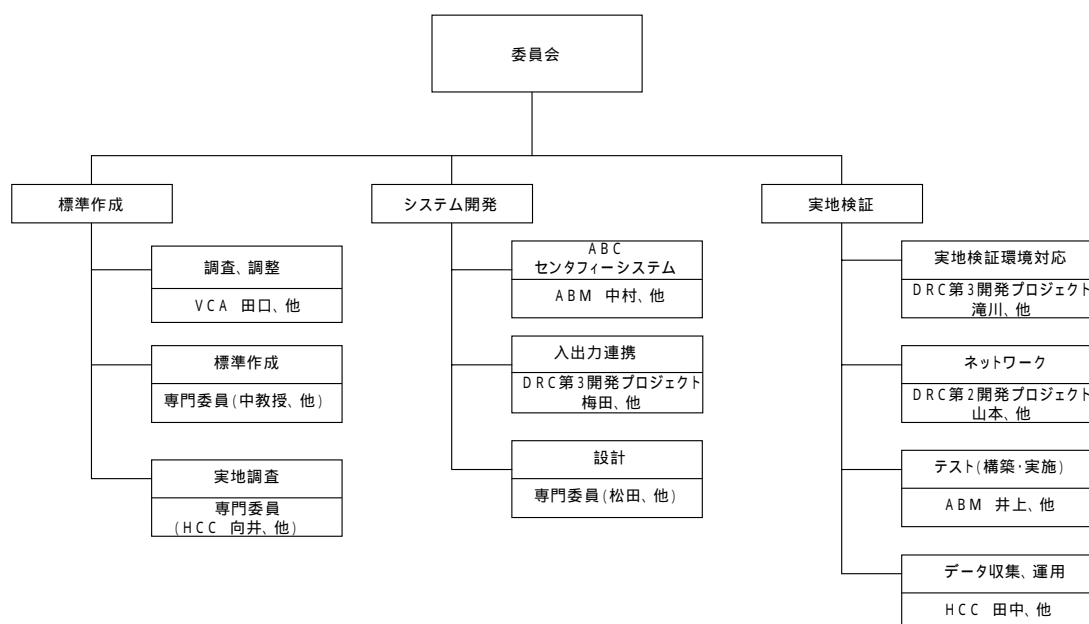 委員会
標準作成
システム開発
実地検証
調査、調整
VCA 田口、他
標準作成
専門委員(中教授、他)
実地調査
専門委員
(HCC 向井、他)
ABC
センタフィーシステム
ABM 中村、他
入出力連携
DRC第3開発プロジェクト
梅田、他
設計
専門委員(松田、他)
実地検証環境対応
DRC第3開発プロジェクト
滝川、他
ネットワーク
DRC第2開発プロジェクト
山本、他
テスト(構築・実施)
ABM 井上、他
データ収集、運用
HCC 田中、他